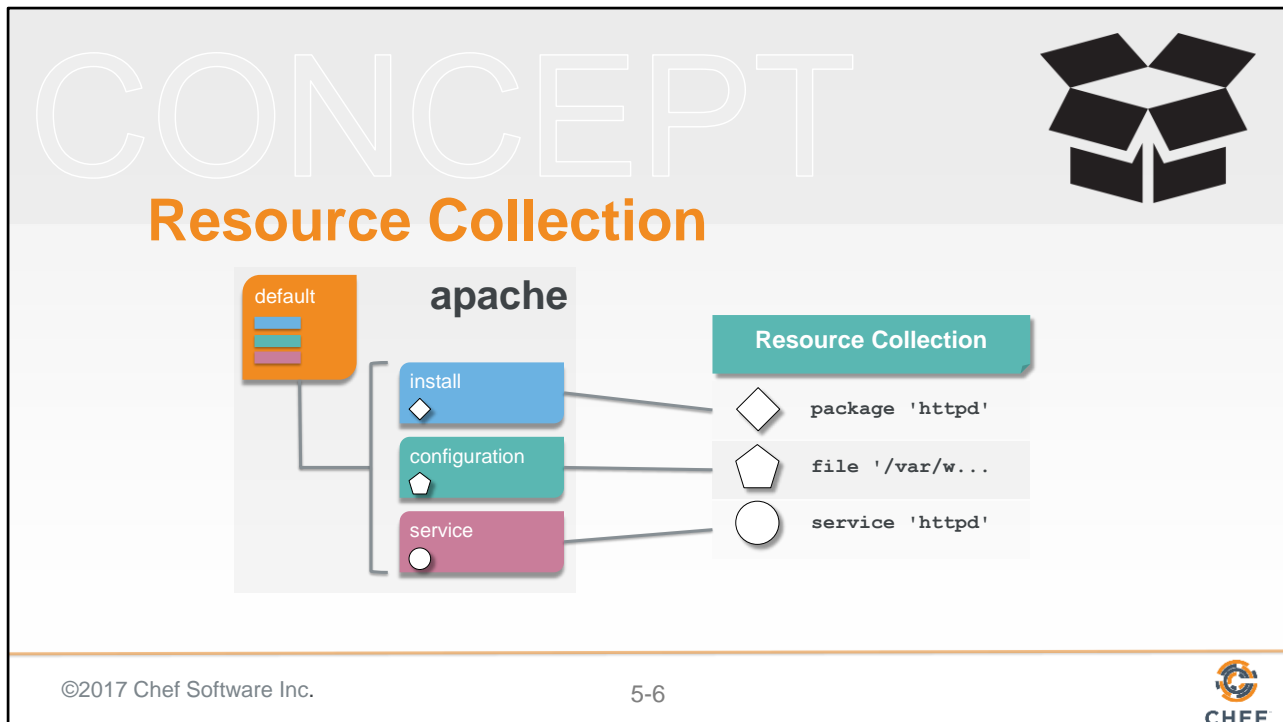 CONCEPT
Resource Collection
default
apache
install
configuration
service
Resource Collection
package 'httpd'
file '/var/w...
service 'httpd'
©2017 Chef Software Inc.
5-6
CHEF